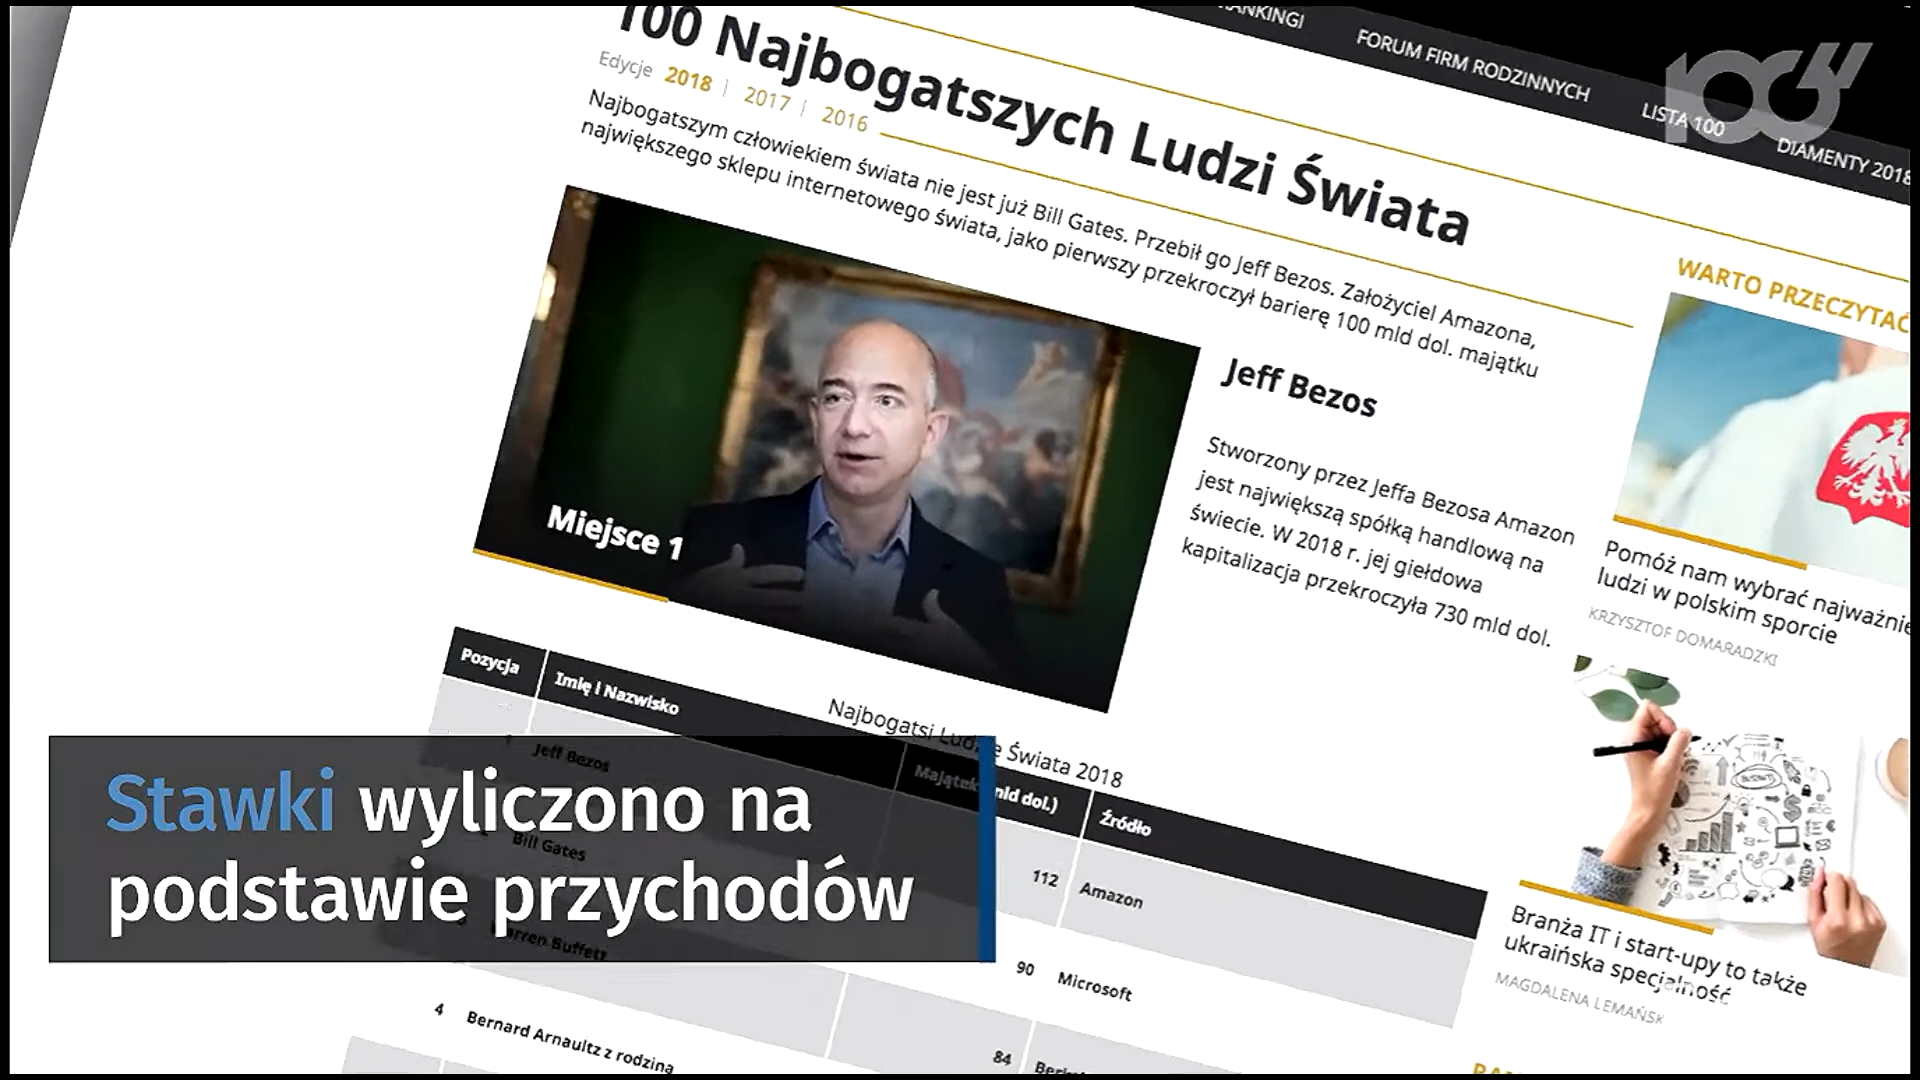 FORUM FIRM RODZINNYCH
LISTA 100
DIAMENTY 2018
100 Najbogatszych Ludzi Świata
Edycje 2018 | 2017 | 2016
Najbogatszym człowiekiem świata nie jest już Bill Gates. Przebił go Jeff Bezos. Założyciel Amazona,
największego sklepu internetowego świata, jako pierwszy przekroczył barierę 100 mld dol. majątku
Miejsce 1
Jeff Bezos
Stworzony przez Jeffa Bezosa Amazon
jest największą spółką handlową na
świecie. W 2018 r. jej giełdowa
kapitalizacja przekroczyła 730 mld dol.
WARTO PRZECZYTAĆ
Pomóż nam wybrać
ludzi w polskim sporcie
KRZYSZTOF DOMARADZKI
Branża IT i start-upy to także
ukraińska specjalność
MAGDALENA LEMAŃSK
Najbogatsi Ludzie Świata 2018
Pozycja Imię i Nazwisko Majątek mld dol.) Źródło
1 Jeff Bezos 112 Amazon
Bill Gates 90 Microsoft
Warren Buffett 84
4 Bernard Arnaultz z rodziną
Stawki wyliczono na
podstawie przychodów